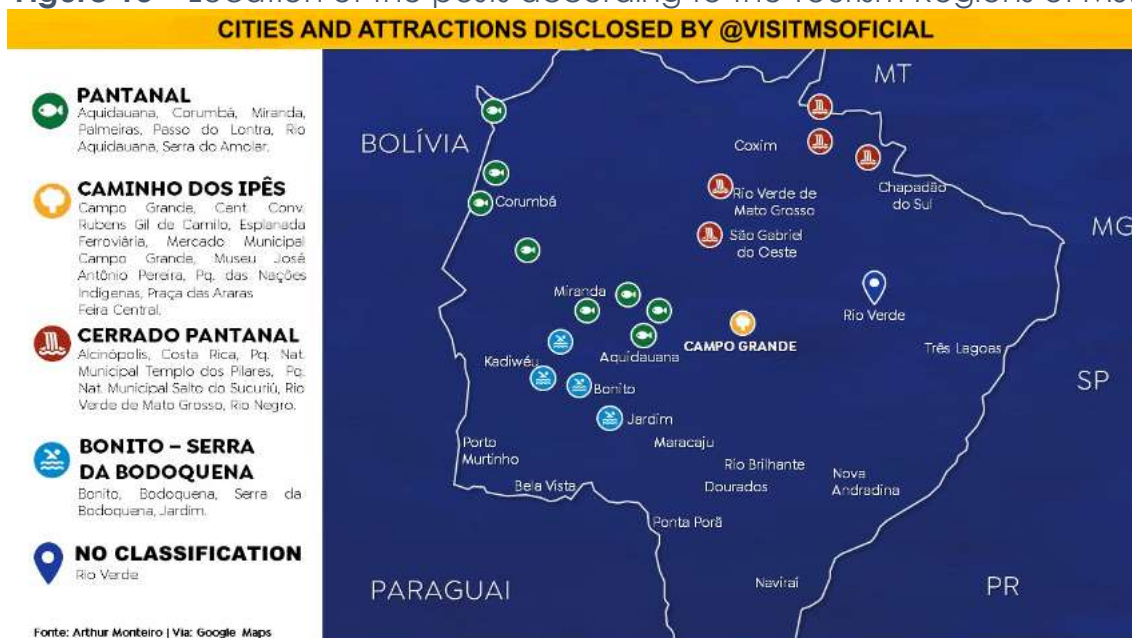 CITIES AND ATTRACTIONS DISCLOSED BY @VISITMSOFICIAL
PANTANAL
Aquidauana, Corumbá, Miranda,
Palmeiras, Passo do Lontra, Rio
Aquidauana, Serra do Amolar.
CAMINHO DOS IPÊS
Campo Grande, Cent. Conv.
Rubens Gil de Camilo, Esplanada
Ferroviária, Mercado Municipal
Campo Grande, Museu José
Antônio Pereira, Pq. das Nações
Indígenas, Praça das Araras
Feira Central.
CERRADO PANTANAL
Alcinópolis, Costa Rica, Pq. Nat.
Municipal Templo dos Pilares, Pq.
Nat. Municipal Salto do Sucuriú, Rio
Verde de Mato Grosso, Rio Negro.
BONITO – SERRA
DA BODOQUENA
Bonito, Bodoquena, Serra da
Bodoquena, Jardim.
NO CLASSIFICATION
Rio Verde
Fonte: Arthur Monteiro | Via: Google Maps
MT
BOLÍVIA
Coxim
Chapadão
do Sul
Corumbá
Rio Verde de
Mato Grosso
MG
São Gabriel
do Oeste
Miranda
Rio Verde
CAMPO GRANDE
Três Lagoas
Aquidauana
Kadiwéu
SP
Bonito
Jardim
Porto
Murtinho
Maracaju
Rio Brilhante
Nova
Andradina
Bela Vista
Dourados
Ponta Porã
PARAGUAI
Naviraí
PR